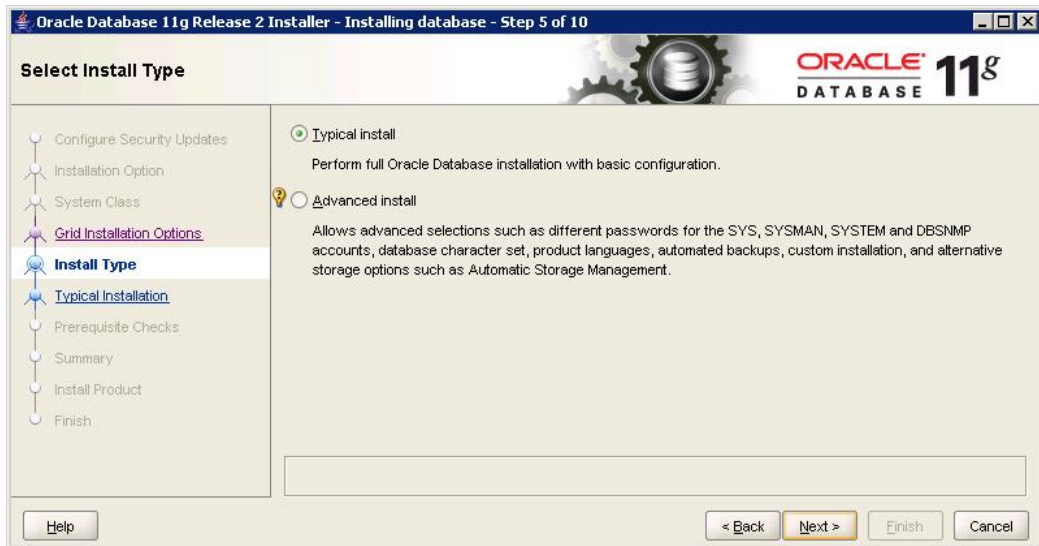 Oracle Database 11g Release 2 Installer - Installing database - Step 5 of 10
Select Install Type
ORACLE
DATABASE
11g
Configure Security Updates
Installation Option
System Class
Grid Installation Options
Install Type
Typical Installation
Prerequisite Checks
Summary
Install Product
Finish
Typical install
Perform full Oracle Database installation with basic configuration.
Advanced install
Allows advanced selections such as different passwords for the SYS, SYSMAN, SYSTEM and DBSNMP
accounts, database character set, product languages, automated backups, custom installation, and alternative
storage options such as Automatic Storage Management.
Help
< Back
Next >
Finish
Cancel